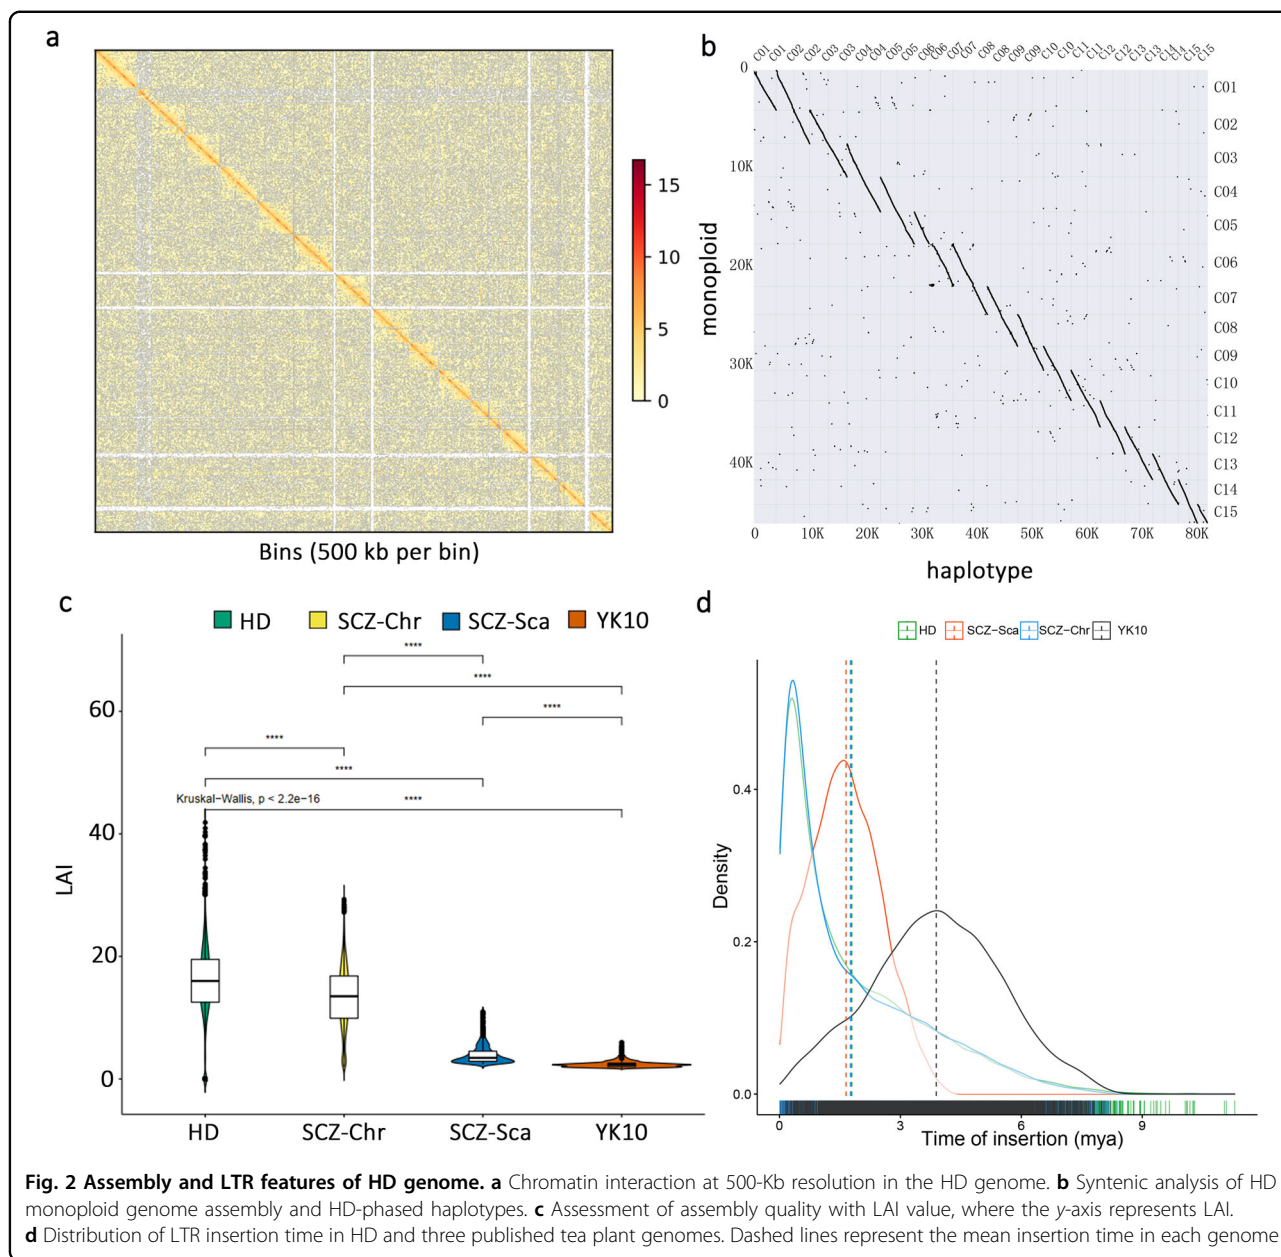 a
15
10
5
0
Bins (500 kb per bin)
b
C01 C01 C02 C02 C03 C03 C04 C04 C05 C05 C06 C06 C07 C07 C08 C08 C09 C09 C10 C10 C11 C11 C12 C12 C13 C13 C14 C14 C15 C15
0
10K
20K
30K
40K
monoploid
C01
C02
C03
C04
C05
C06
C07
C08
C09
C10
C11
C12
C13
C14
C15
0 10K 20K 30K 40K 50K 60K 70K 80K
haplotype
c
HD SCZ-Chr SCZ-Sca YK10
****
****
****
****
****
Kruskal-Wallis, p < 2.2e-16 ****
60
40
20
0
LAI
HD SCZ-Chr SCZ-Sca YK10
d
HD SCZ-Sca SCZ-Chr YK10
0.4
0.2
0.0
Density
0 3 6 9
Time of insertion (mya)
Fig. 2 Assembly and LTR features of HD genome. a Chromatin interaction at 500-Kb resolution in the HD genome. b Syntenic analysis of HD
monoploid genome assembly and HD-phased haplotypes. c Assessment of assembly quality with LAI value, where the y-axis represents LAI.
d Distribution of LTR insertion time in HD and three published tea plant genomes. Dashed lines represent the mean insertion time in each genome